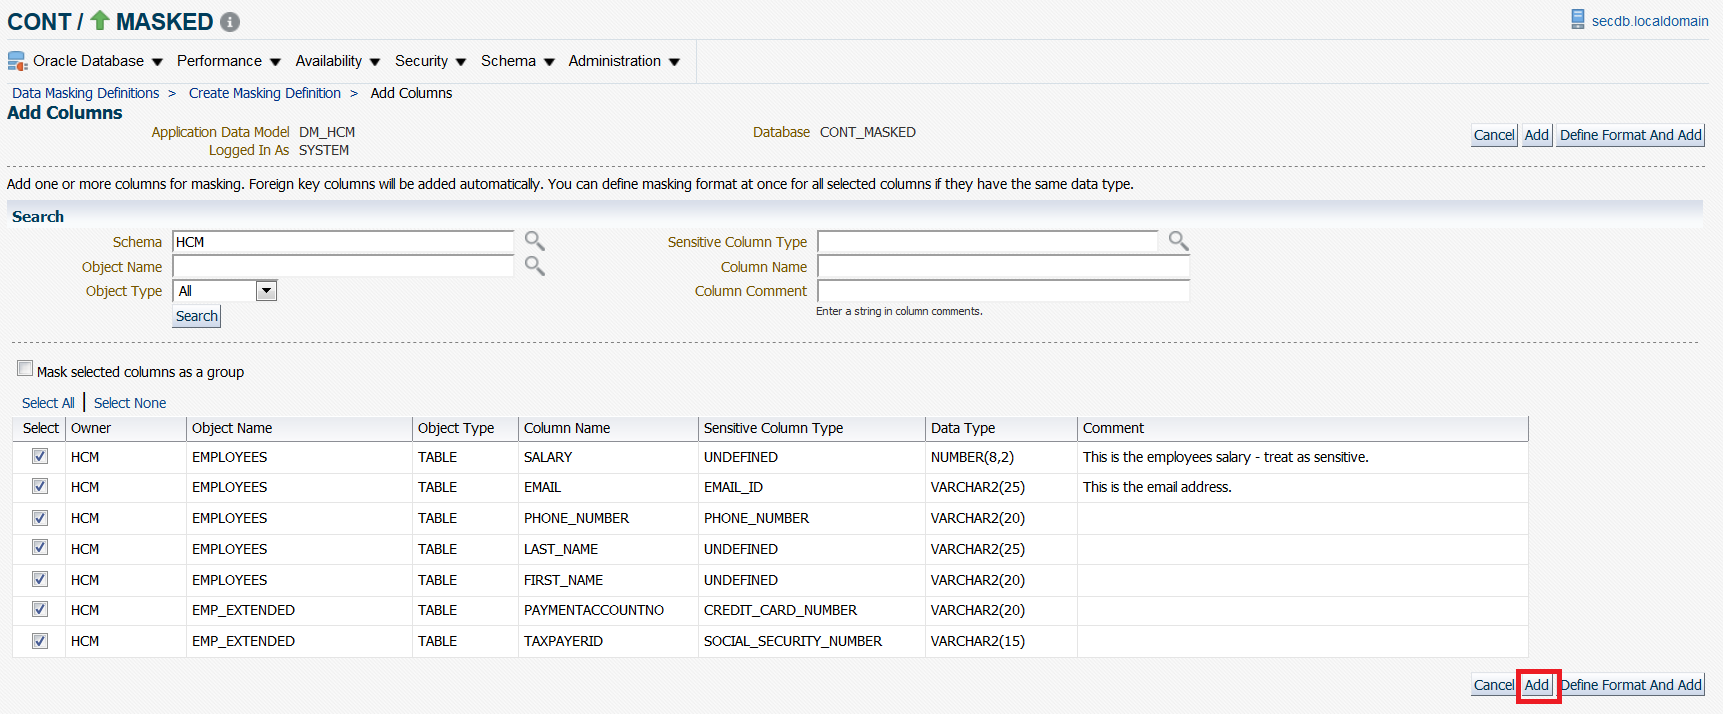 CONT / MASKED
secdb.localdomain
Oracle Database Performance Availability Security Schema Administration
Data Masking Definitions > Create Masking Definition > Add Columns
Add Columns
Application Data Model DM_HCM Database CONT_MASKED
Logged In As SYSTEM
Cancel Add Define Format And Add
Add one or more columns for masking. Foreign key columns will be added automatically. You can define masking format at once for all selected columns if they have the same data type.
Search
Schema HCM Sensitive Column Type
Object Name Column Name
Object Type All Column Comment
Search Enter a string in column comments.
Mask selected columns as a group
Select All | Select None
Select Owner Object Name Object Type Column Name Sensitive Column Type Data Type Comment
HCM EMPLOYEES TABLE SALARY UNDEFINED NUMBER(8,2) This is the employees salary - treat as sensitive.
HCM EMPLOYEES TABLE EMAIL EMAIL_ID VARCHAR2(25) This is the email address.
HCM EMPLOYEES TABLE PHONE_NUMBER PHONE_NUMBER VARCHAR2(20)
HCM EMPLOYEES TABLE LAST_NAME UNDEFINED VARCHAR2(25)
HCM EMPLOYEES TABLE FIRST_NAME UNDEFINED VARCHAR2(20)
HCM EMP_EXTENDED TABLE PAYMENTACCOUNTNO CREDIT_CARD_NUMBER VARCHAR2(20)
HCM EMP_EXTENDED TABLE TAXPAYERID SOCIAL_SECURITY_NUMBER VARCHAR2(15)
Cancel Add Define Format And Add